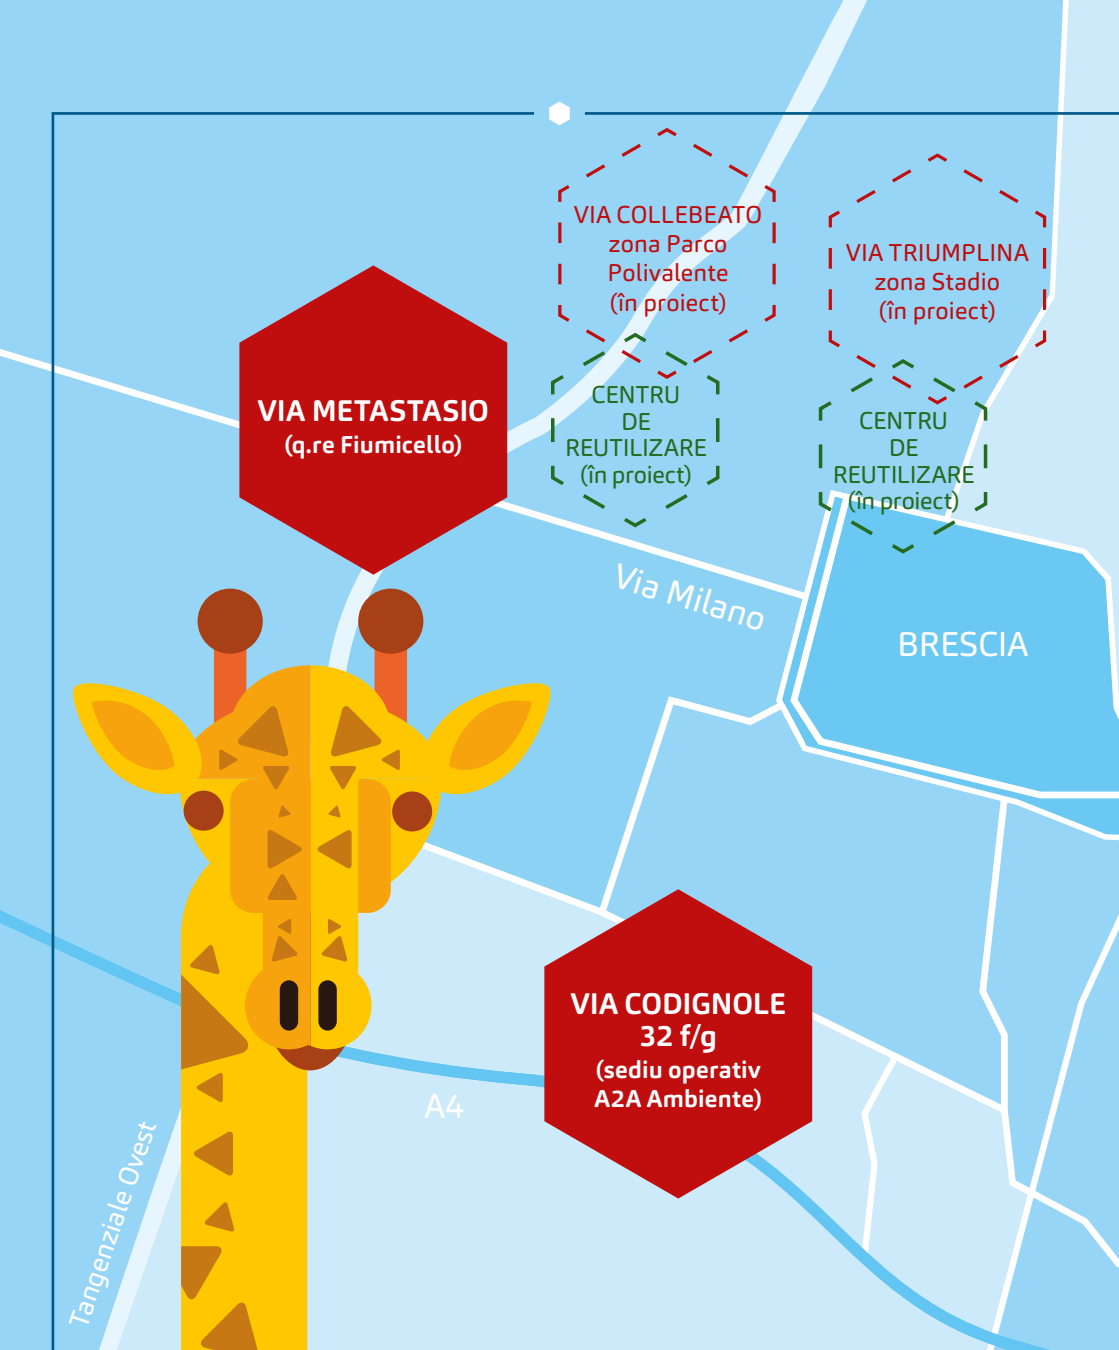 VIA COLLEBEATO
zona Parco
Polivalente
(în proiect)
VIA TRIUMPLINA
zona Stadio
(în proiect)
VIA METASTASIO
(q.re Fiumicello)
CENTRU
DE
REUTILIZARE
(în proiect)
CENTRU
DE
REUTILIZARE
(în proiect)
Via Milano
BRESCIA
VIA CODIGNOLE
32 f/g
(sediu operativ
A2A Ambiente)
A4
Tangenziale Ovest